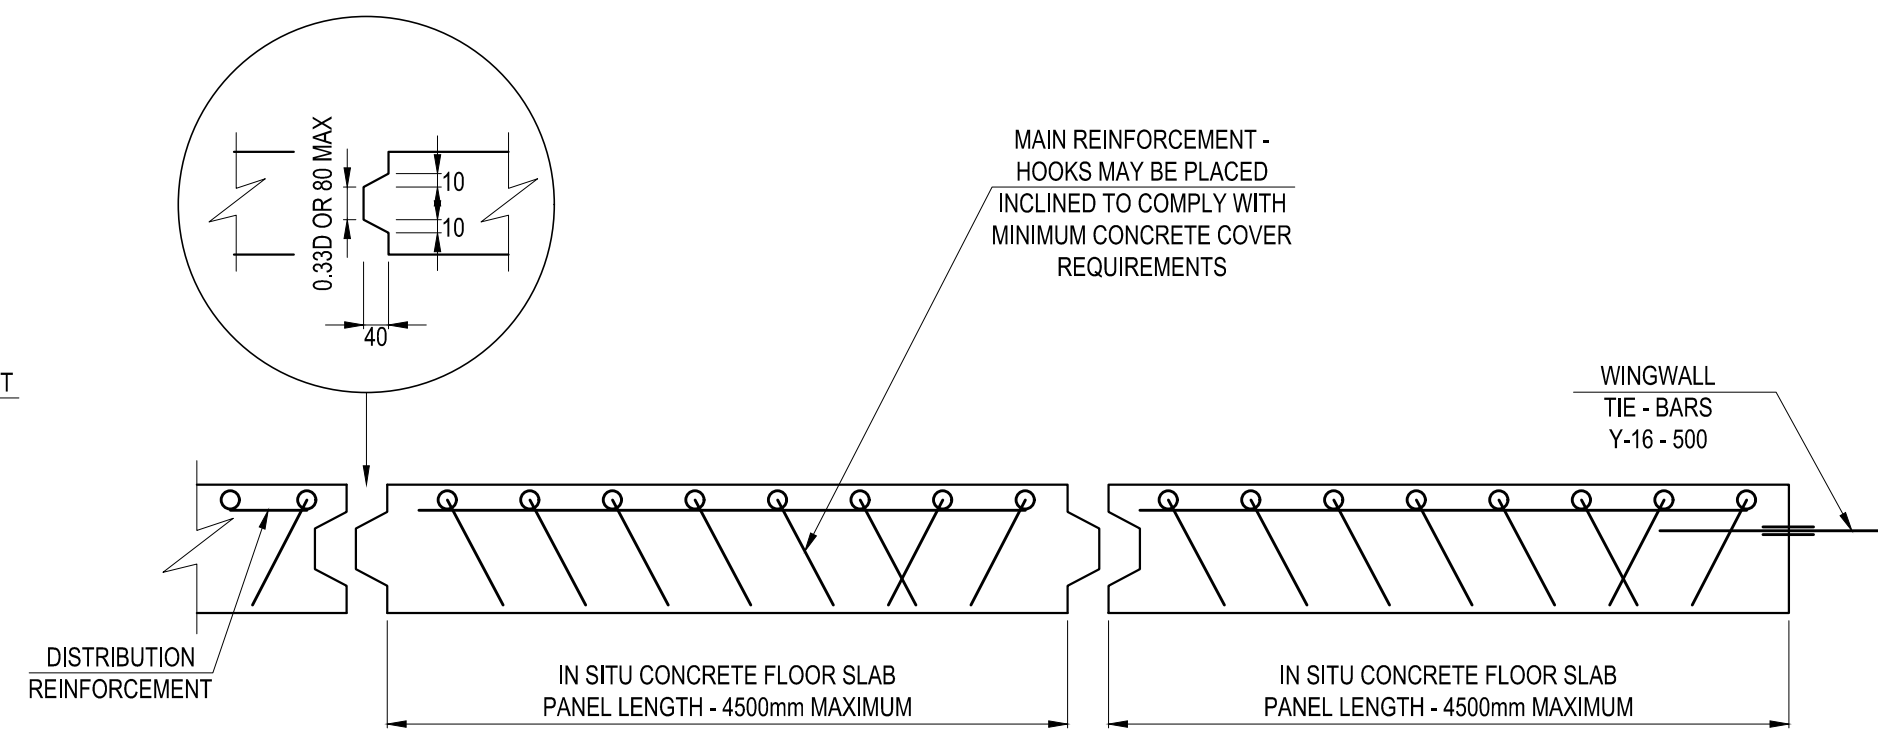 0.33D OR 80 MAX
10
10
40
MAIN REINFORCEMENT -
HOOKS MAY BE PLACED
INCLINED TO COMPLY WITH
MINIMUM CONCRETE COVER
REQUIREMENTS
T
WINGWALL
TIE - BARS
Y-16 - 500
DISTRIBUTION
REINFORCEMENT
IN SITU CONCRETE FLOOR SLAB
PANEL LENGTH - 4500mm MAXIMUM
IN SITU CONCRETE FLOOR SLAB
PANEL LENGTH - 4500mm MAXIMUM